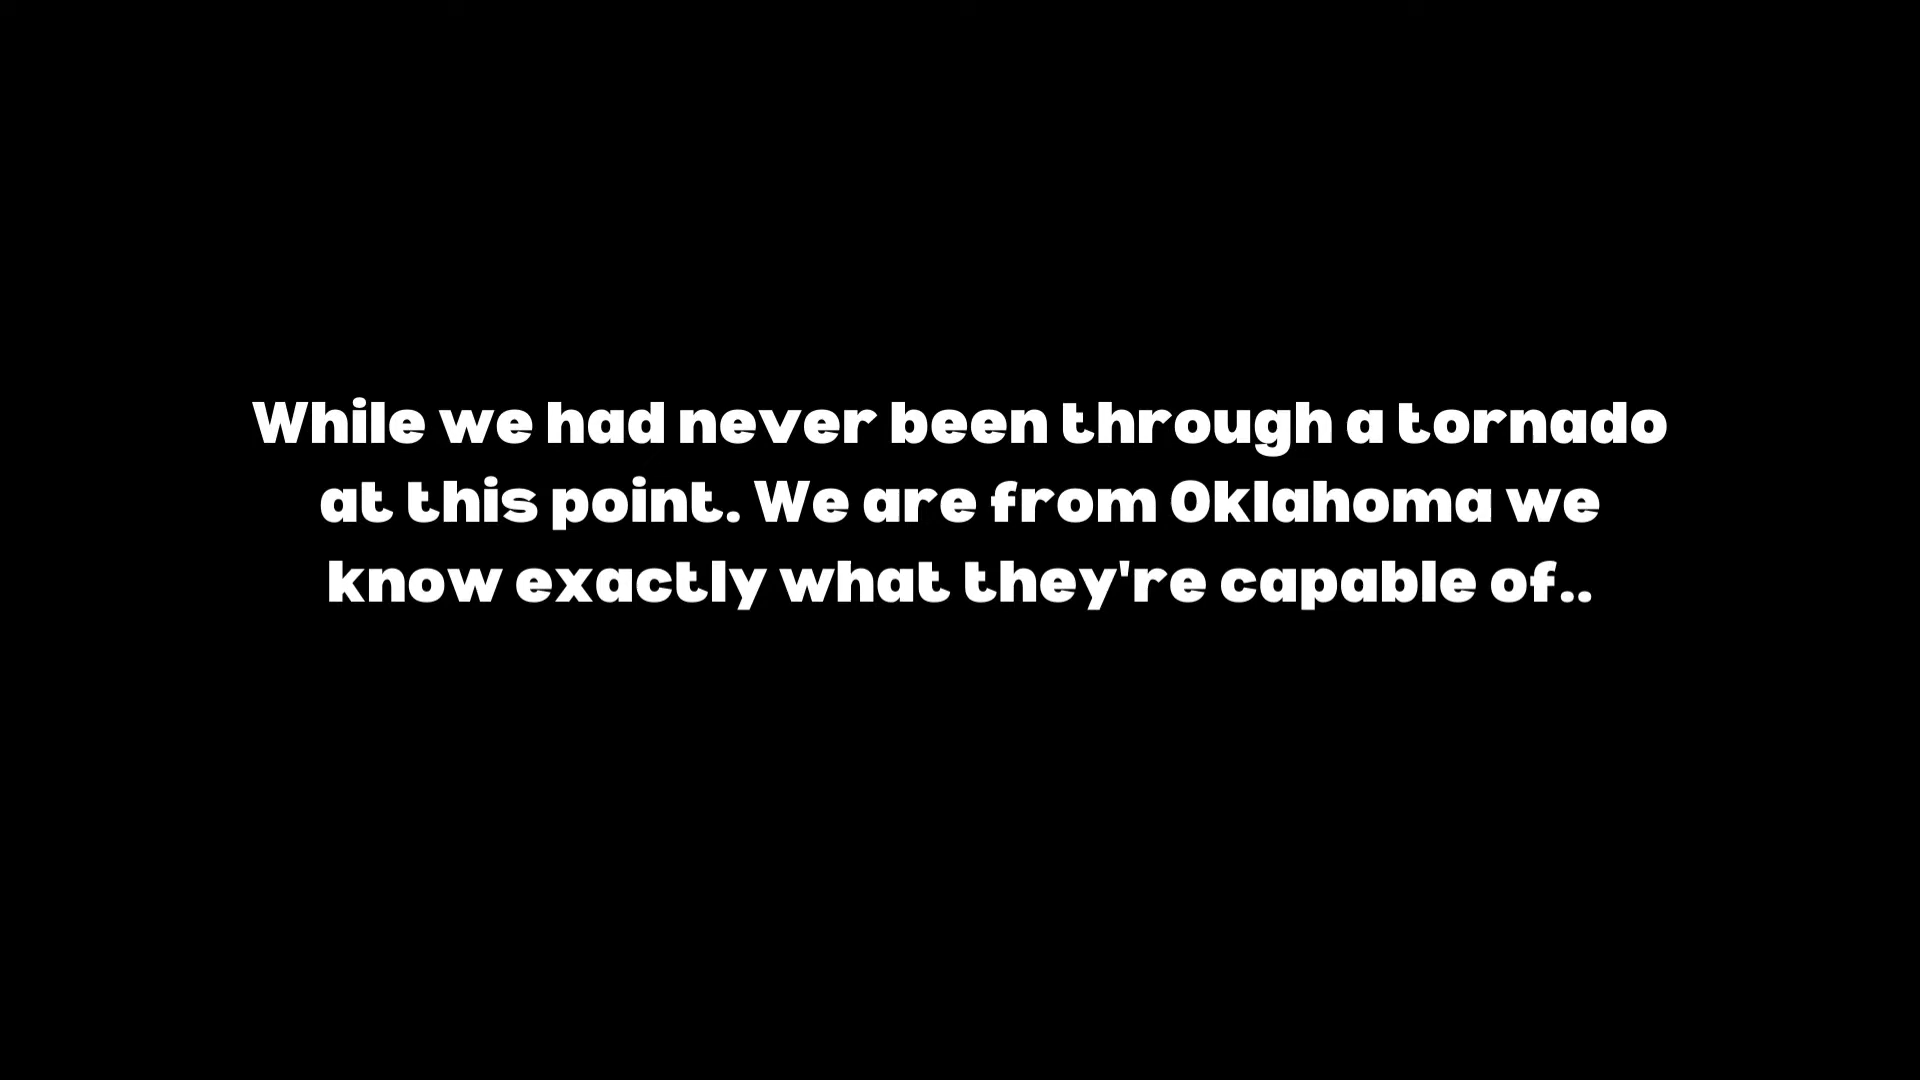 While we had never been through a tornado
at this point. We are from Oklahoma we
know exactly what they're capable of..